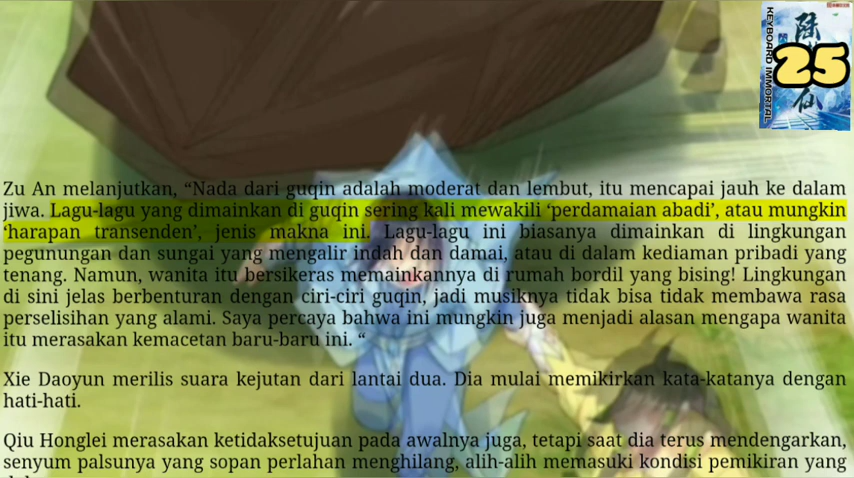 陆
KEYBOARD IMMORTAL
25
仙
Zu An melanjutkan, “Nada dari guqin adalah moderat dan lembut, itu mencapai jauh ke dalam
jiwa. Lagu-lagu yang dimainkan di guqin sering kali mewakili ‘perdamaian abadi’, atau mungkin
‘harapan transenden’, jenis makna ini. Lagu-lagu ini biasanya dimainkan di lingkungan
pegunungan dan sungai yang mengalir indah dan damai, atau di dalam kediaman pribadi yang
tenang. Namun, wanita itu bersikeras memainkannya di rumah bordil yang bising! Lingkungan
di sini jelas berbenturan dengan ciri-ciri guqin, jadi musiknya tidak bisa tidak membawa rasa
perselisihan yang alami. Saya percaya bahwa ini mungkin juga menjadi alasan mengapa wanita
itu merasakan kemacetan baru-baru ini. “
Xie Daoyun merilis suara kejutan dari lantai dua. Dia mulai memikirkan kata-katanya dengan
hati-hati.
Qiu Honglei merasakan ketidaksetujuan pada awalnya juga, tetapi saat dia terus mendengarkan,
senyum palsunya yang sopan perlahan menghilang, alih-alih memasuki kondisi pemikiran yang